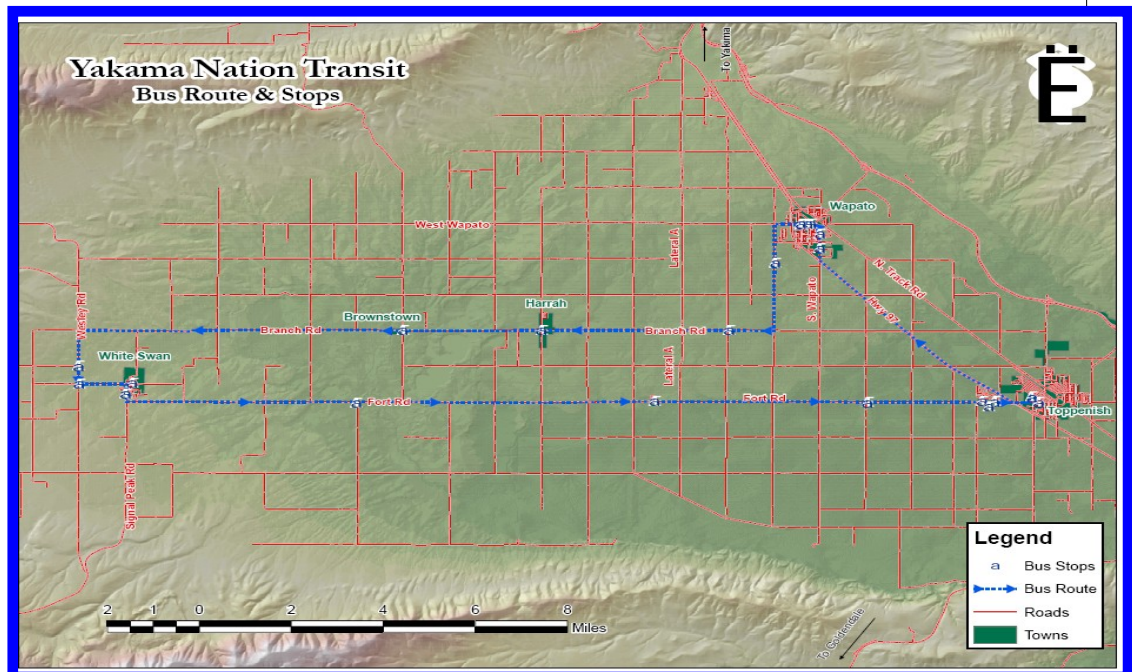 Yakama Nation Transit
Bus Route & Stops
To Yakima
Ë
Wapato
West Wapato
Lateral A
N. Track Rd
S. Wapato
Hwy 97
Wesley Rd
Harrah
Brownstown
Branch Rd
Branch Rd
White Swan
Lateral A
Fort Rd
Fort Rd
Toppenish
Signal Peak Rd
Legend
a Bus Stops
Bus Route
Roads
Towns
2 1 0 2 4 6 8
Miles
To Goldendale